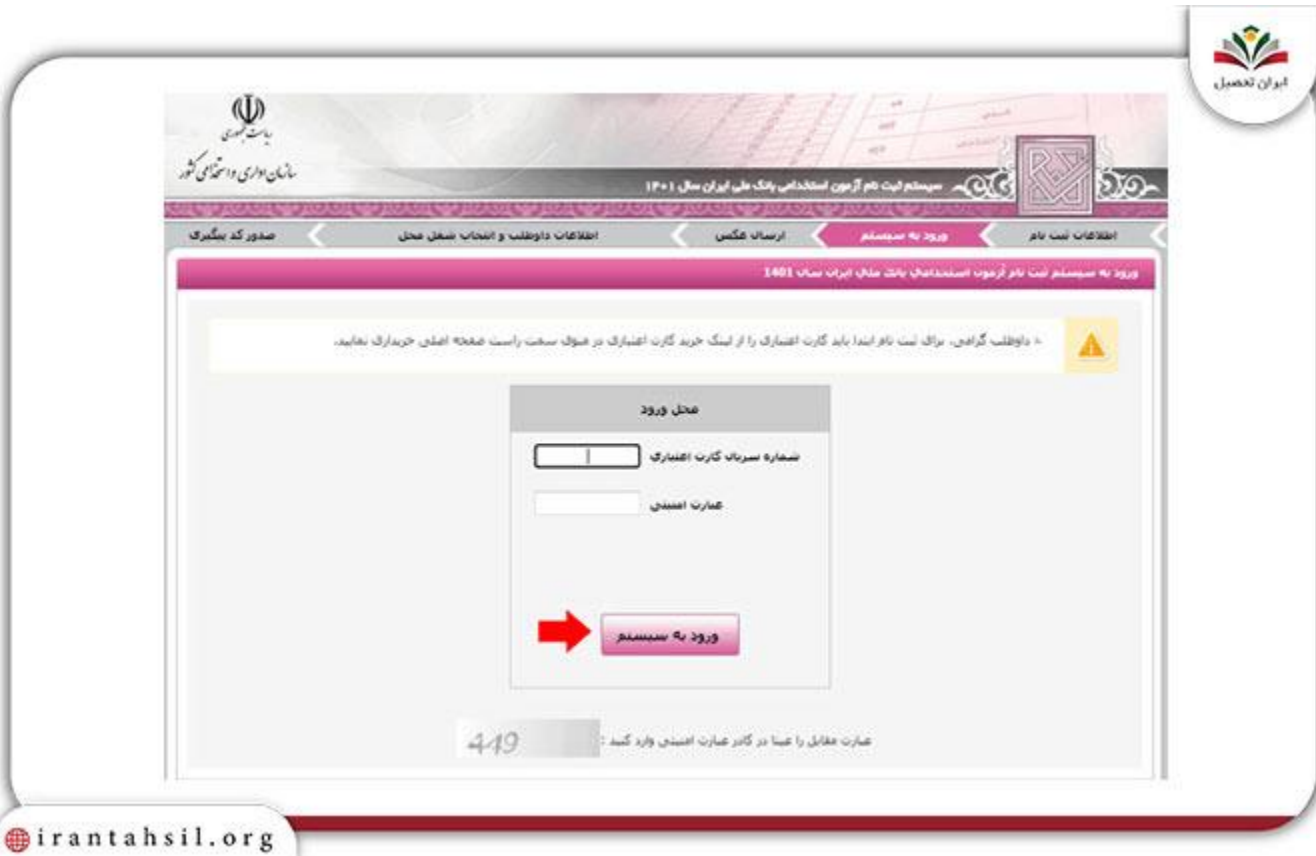 ایران تحصیل
ریاست جمهوری
سازمان اداری و استخدامی کشور
سیستم ثبت نام آزمون استخدامی بانک ملی ایران سال ۱۴۰۱
اطلاعات ثبت نام
ورود به سیستم
ارسال عکس
اطلاعات داوطلب و انتخاب شغل محل
صدور کد پیگیری
ورود به سیستم ثبت نام آزمون استخدامی بانک ملی ایران سال 1401
داوطلب گرامی، برای ثبت نام ابتدا باید کارت اعتباری را از لینک خرید کارت اعتباری در منوی سمت راست صفحه اصلی خریداری نمایید.
محل ورود
شماره سریال کارت اعتباری
عبارت امنیتی
ورود به سیستم
عبارت مقابل را عینا در کادر عبارت امنیتی وارد کنید :
449
irantahsil.org